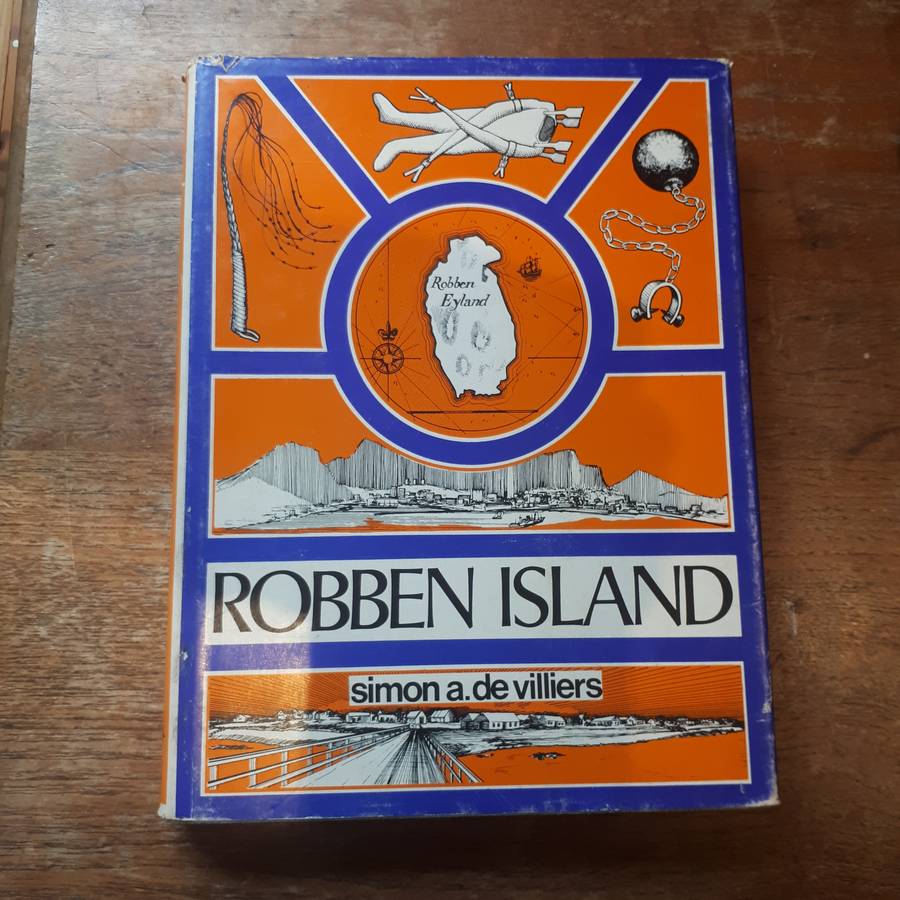 Robben
Eyland
ROBBEN ISLAND
simon a. de villiers